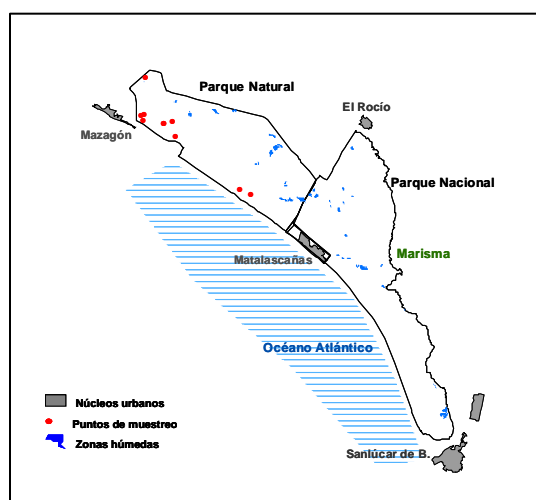 Parque Natural
El Rocío
Mazagón
Parque Nacional
Marisma
Matalascañas
Océano Atlántico
Núcleos urbanos
Puntos de muestreo
Zonas húmedas
Sanlúcar de B.